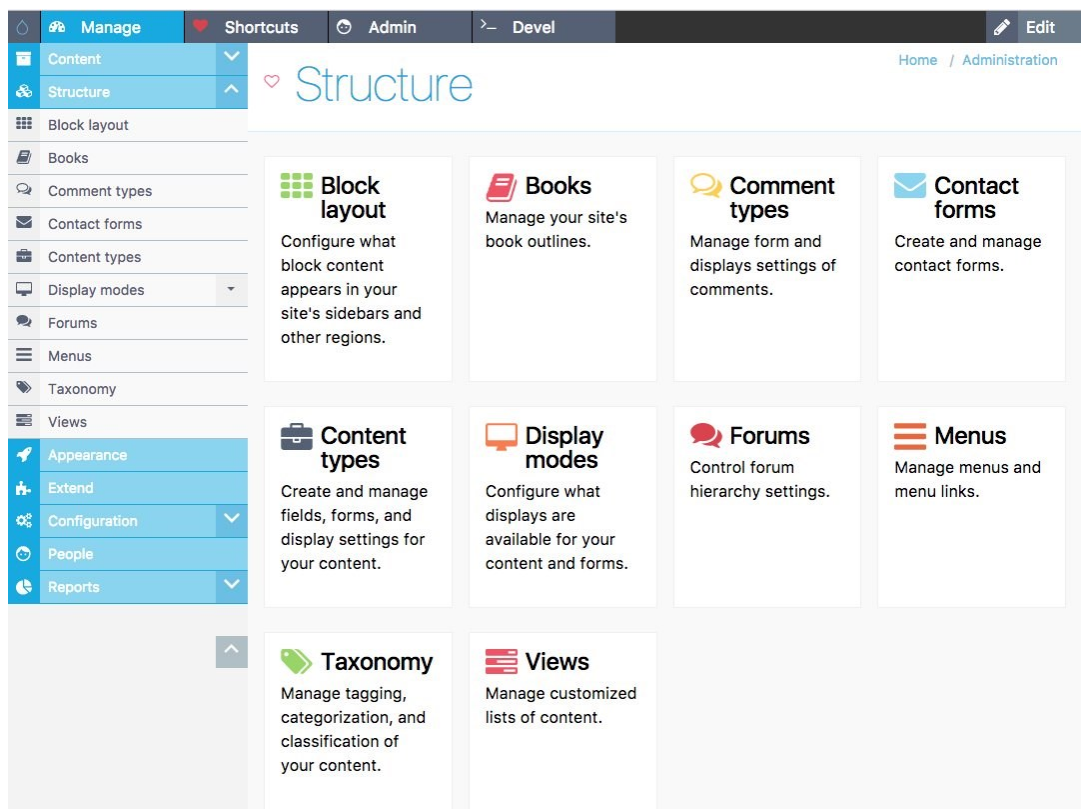 Manage
Shortcuts
Admin
Devel
Edit
Content
Structure
Block layout
Books
Comment types
Contact forms
Content types
Display modes
Forums
Menus
Taxonomy
Views
Appearance
Extend
Configuration
People
Reports
Home / Administration
Structure
Block
layout
Configure what
block content
appears in your
site's sidebars and
other regions.
Books
Manage your site's
book outlines.
Comment
types
Manage form and
displays settings of
comments.
Contact
forms
Create and manage
contact forms.
Content
types
Create and manage
fields, forms, and
display settings for
your content.
Display
modes
Configure what
displays are
available for your
content and forms.
Forums
Control forum
hierarchy settings.
Menus
Manage menus and
menu links.
Taxonomy
Manage tagging,
categorization, and
classification of
your content.
Views
Manage customized
lists of content.